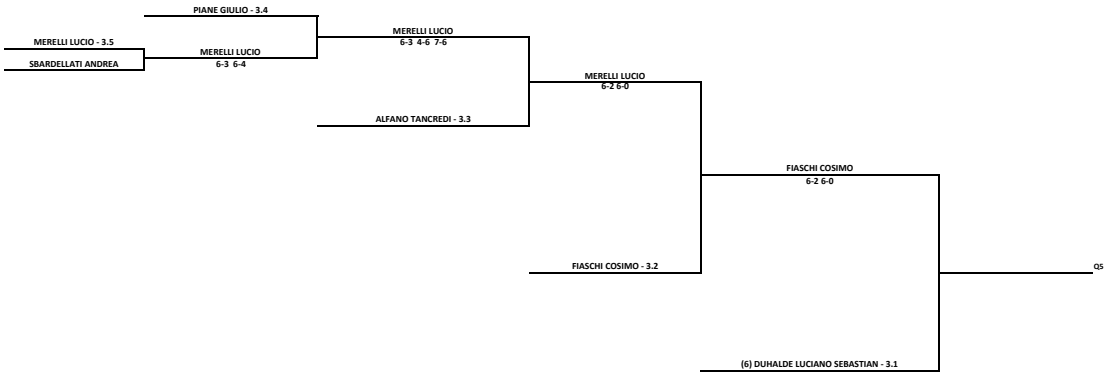 PIANE GIULIO - 3.4
MERELLI LUCIO - 3.5
MERELLI LUCIO
6-3 4-6 7-6
SBARDELLATI ANDREA
MERELLI LUCIO
6-3 6-4
MERELLI LUCIO
6-2 6-0
ALFANO TANCREDI - 3.3
FIASCHI COSIMO
6-2 6-0
FIASCHI COSIMO - 3.2
Q5
(6) DUHALDE LUCIANO SEBASTIAN - 3.1